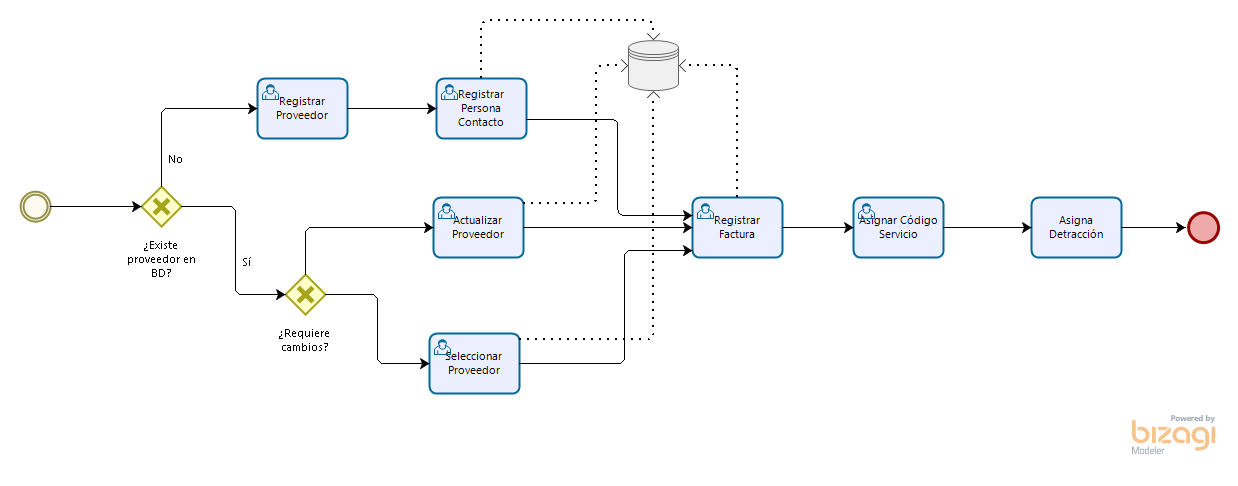 Registrar
Proveedor
Registrar
Persona
Contacto
No
¿Existe
proveedor en
BD?
Sí
¿Requiere
cambios?
Actualizar
Proveedor
Seleccionar
Proveedor
Registrar
Factura
Asignar Código
Servicio
Asigna
Detracción
Powered by
bizagi
Modeler